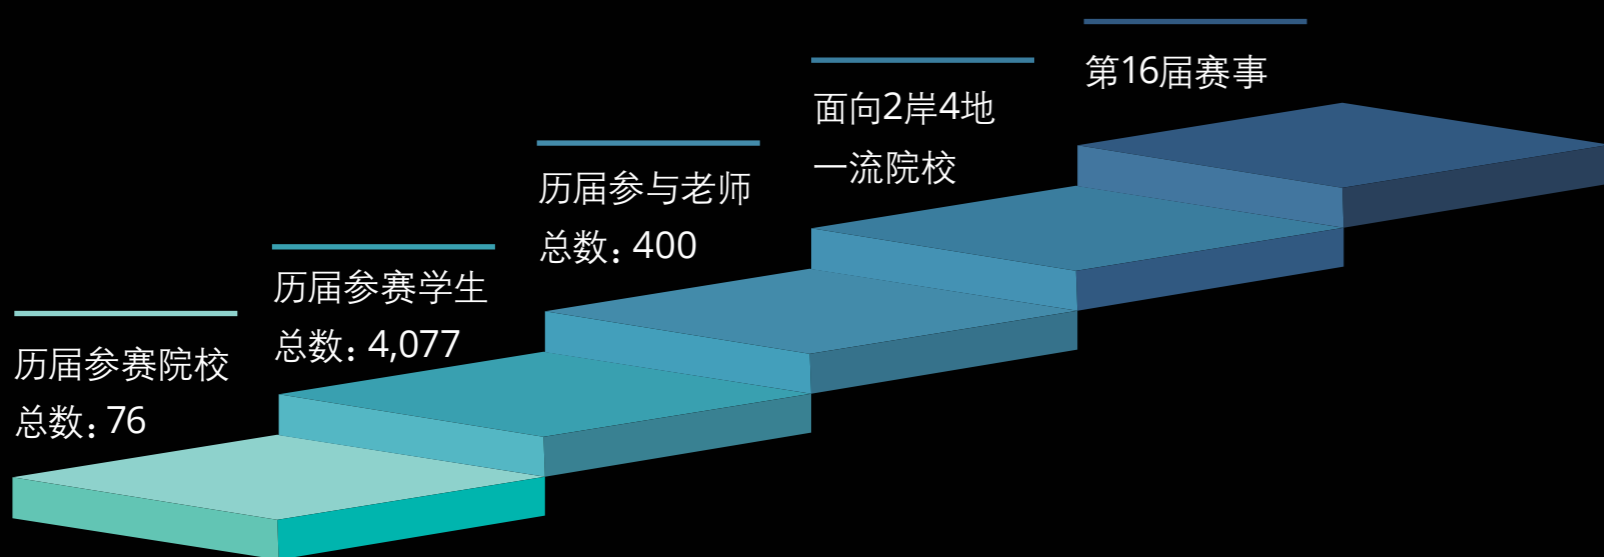 历届参赛院校
总数: 76
历届参赛学生
总数: 4,077
历届参与老师
总数: 400
面向2岸4地
一流院校
第16届赛事